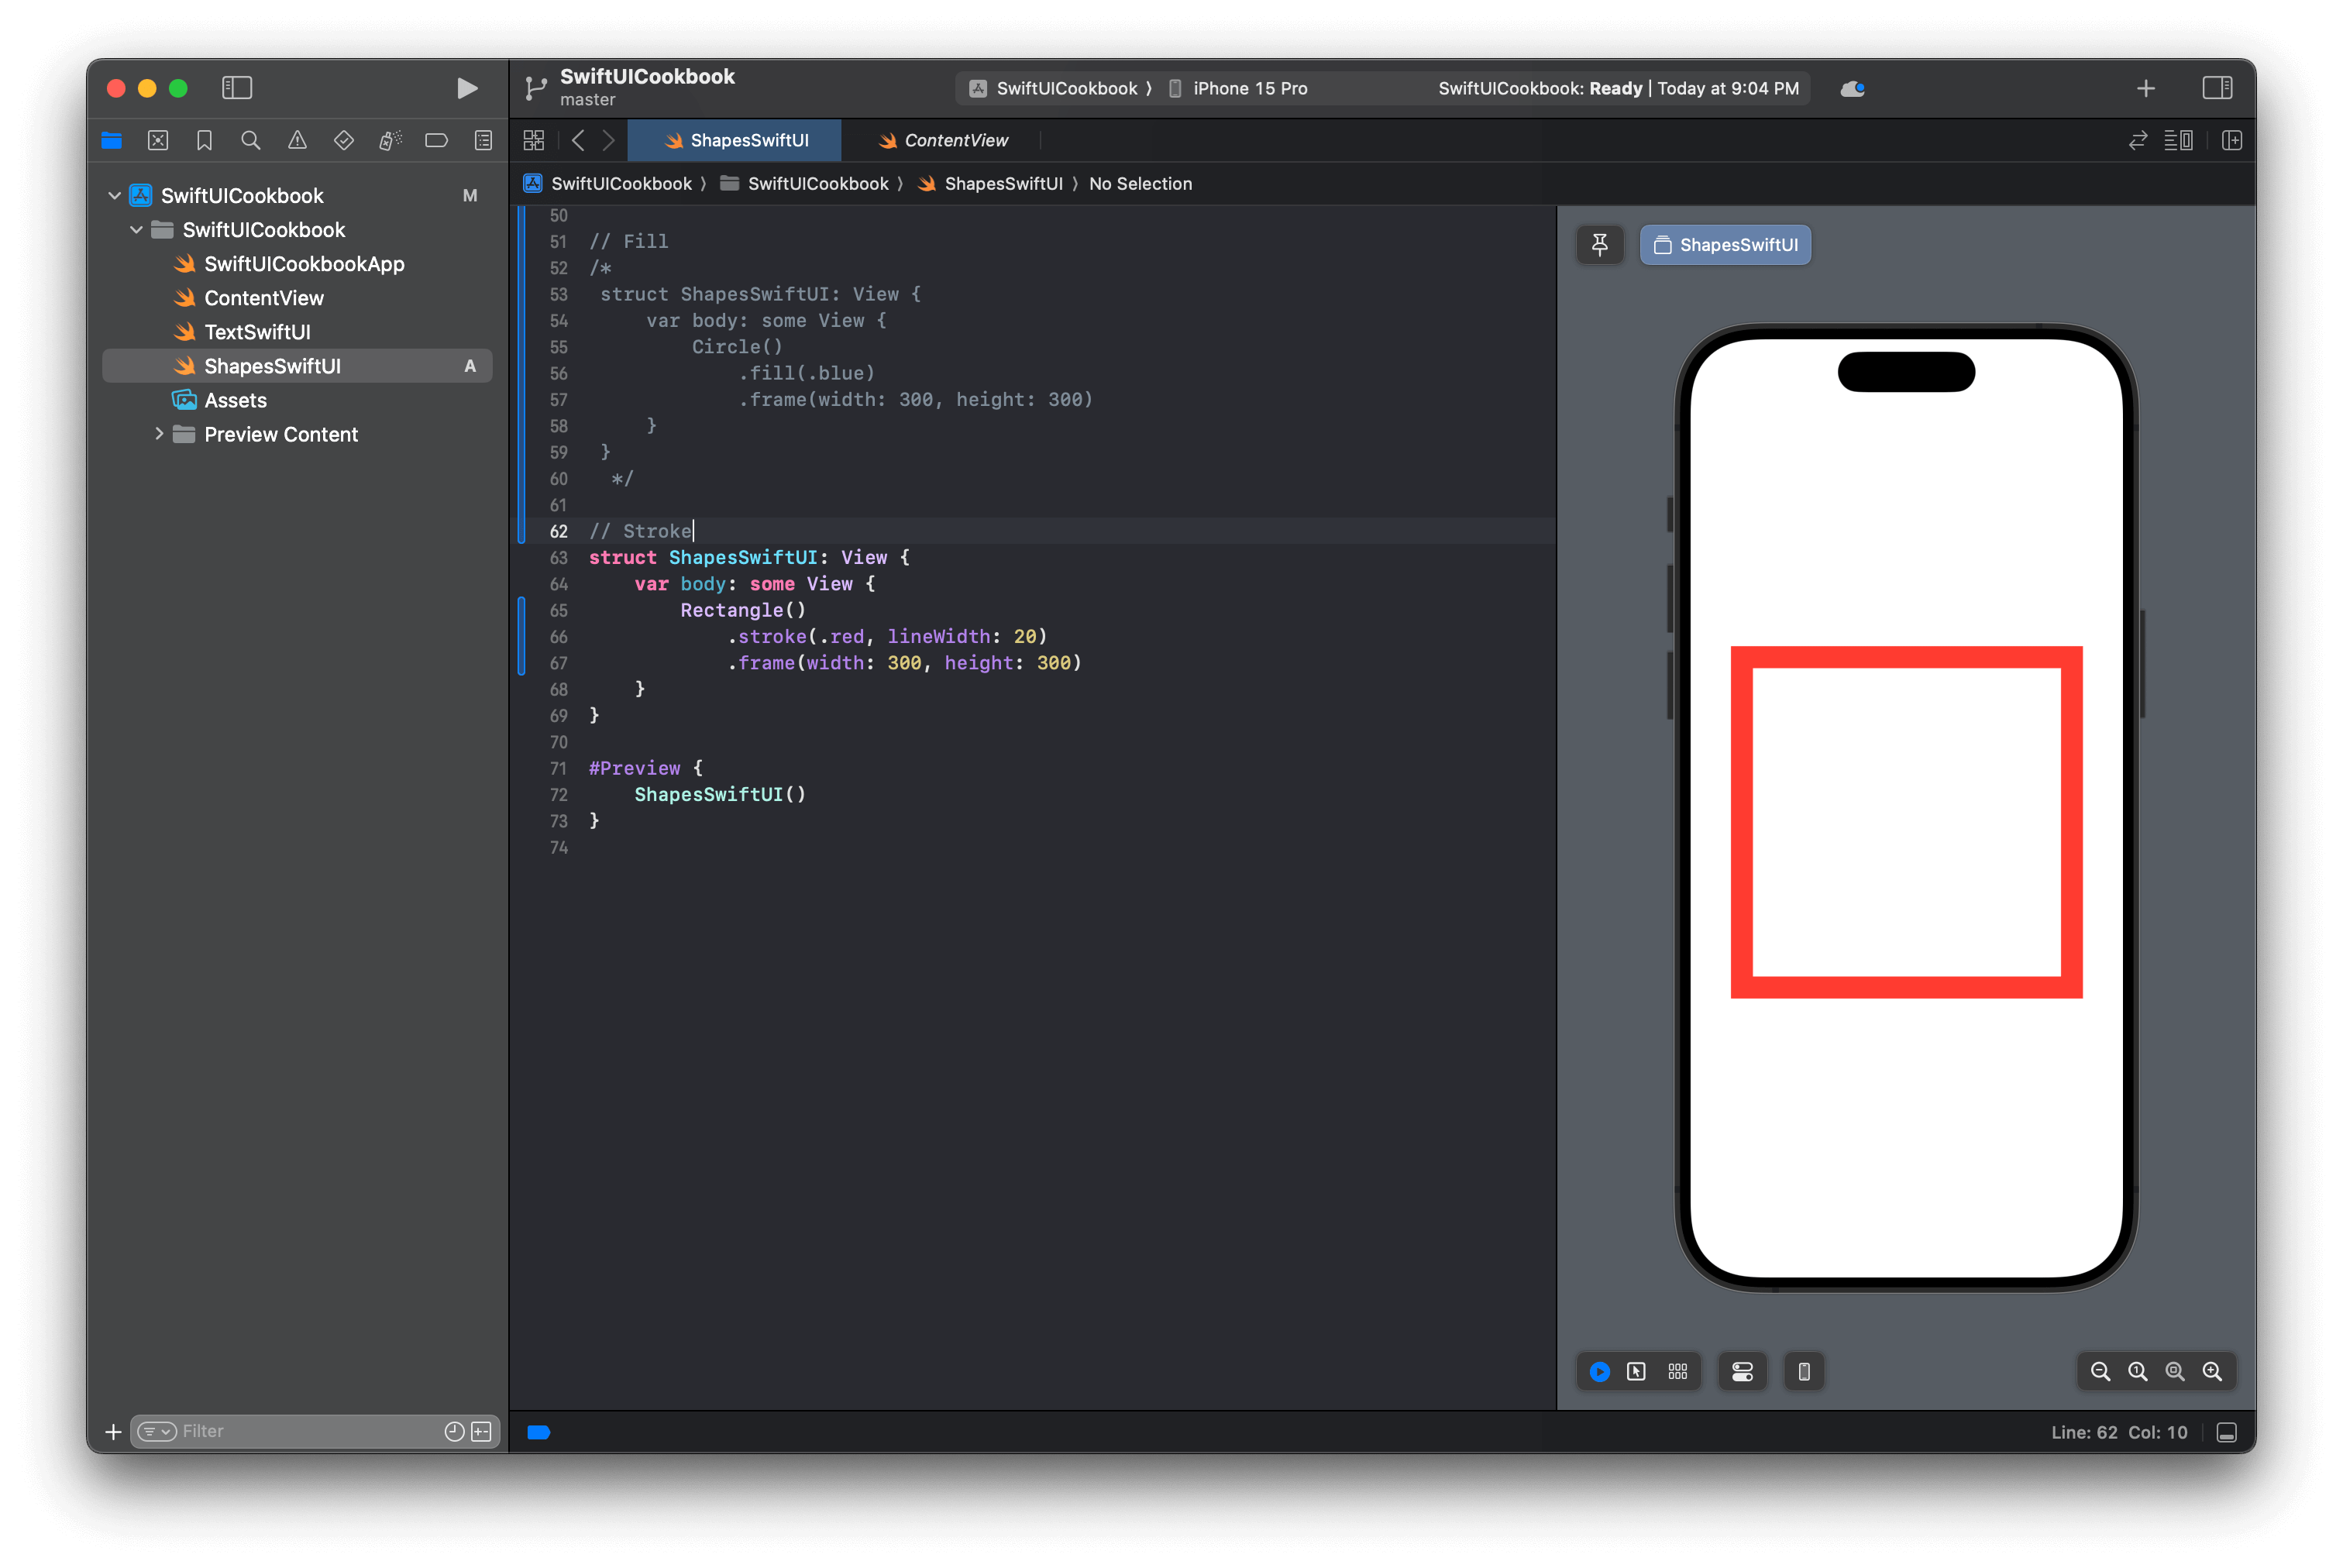 SwiftUICookbook
master
SwiftUICookbook ⟩ iPhone 15 Pro
SwiftUICookbook: Ready | Today at 9:04 PM
ShapesSwiftUI
ContentView
SwiftUICookbook ⟩ SwiftUICookbook ⟩ ShapesSwiftUI ⟩ No Selection
SwiftUICookbook M
SwiftUICookbook
SwiftUICookbookApp
ContentView
TextSwiftUI
ShapesSwiftUI A
Assets
Preview Content
50
51 // Fill
52 /*
53  struct ShapesSwiftUI: View {
54      var body: some View {
55          Circle()
56              .fill(.blue)
57              .frame(width: 300, height: 300)
58      }
59  }
60   */
61
62 // Stroke
63 struct ShapesSwiftUI: View {
64     var body: some View {
65         Rectangle()
66             .stroke(.red, lineWidth: 20)
67             .frame(width: 300, height: 300)
68     }
69 }
70
71 #Preview {
72     ShapesSwiftUI()
73 }
74
ShapesSwiftUI
Filter
Line: 62 Col: 10